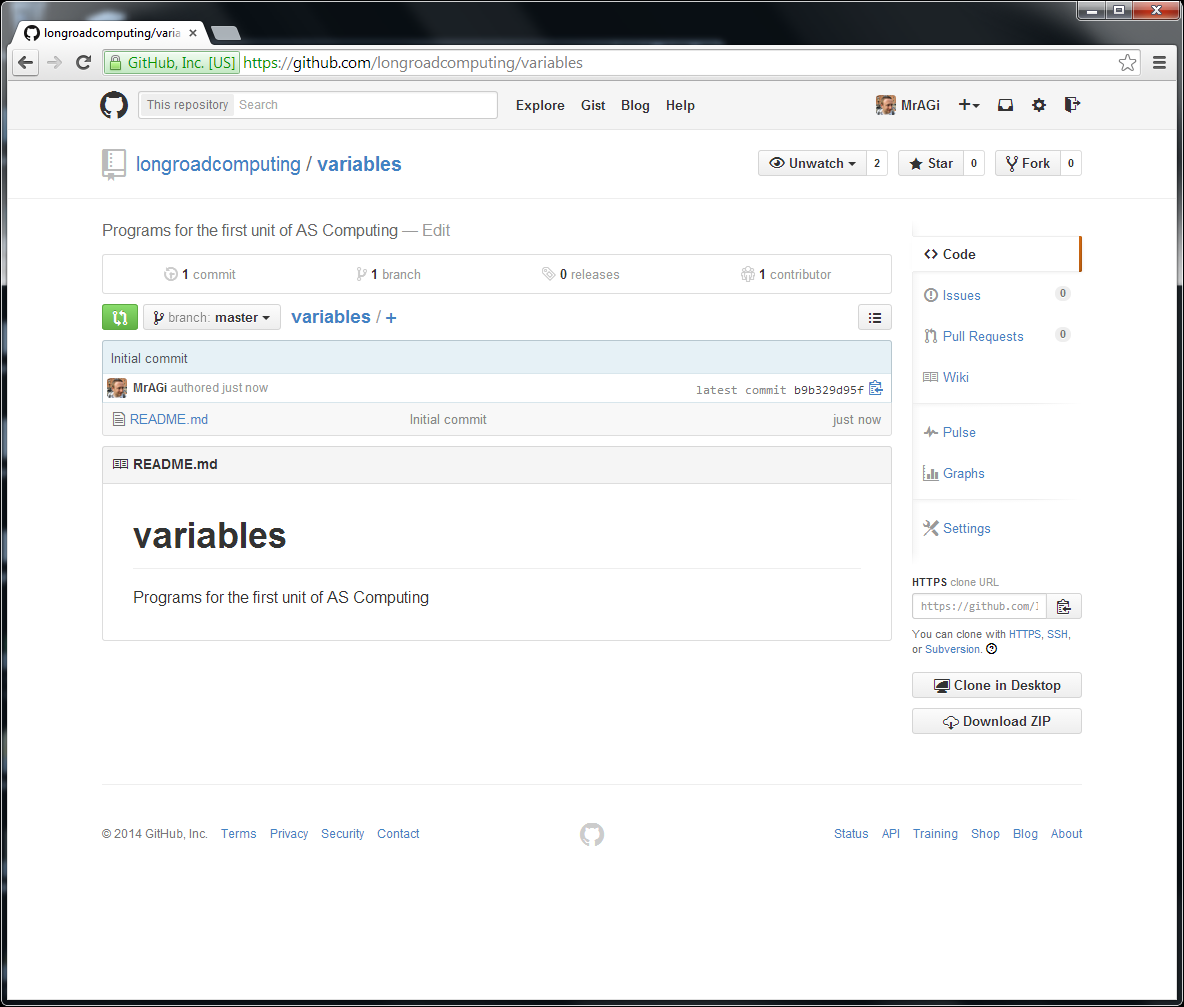 longroadcomputing/varia
GitHub, Inc. [US] https://github.com/longroadcomputing/variables
This repository Search Explore Gist Blog Help MrAGi
longroadcomputing / variables Unwatch 2 Star 0 Fork 0
Programs for the first unit of AS Computing — Edit
1 commit 1 branch 0 releases 1 contributor
branch: master variables / +
Initial commit
MrAGi authored just now latest commit b9b329d95f
README.md Initial commit just now
README.md
variables
Programs for the first unit of AS Computing
Code
Issues 0
Pull Requests 0
Wiki
Pulse
Graphs
Settings
HTTPS clone URL
https://github.com/
You can clone with HTTPS, SSH,
or Subversion.
Clone in Desktop
Download ZIP
© 2014 GitHub, Inc. Terms Privacy Security Contact Status API Training Shop Blog About